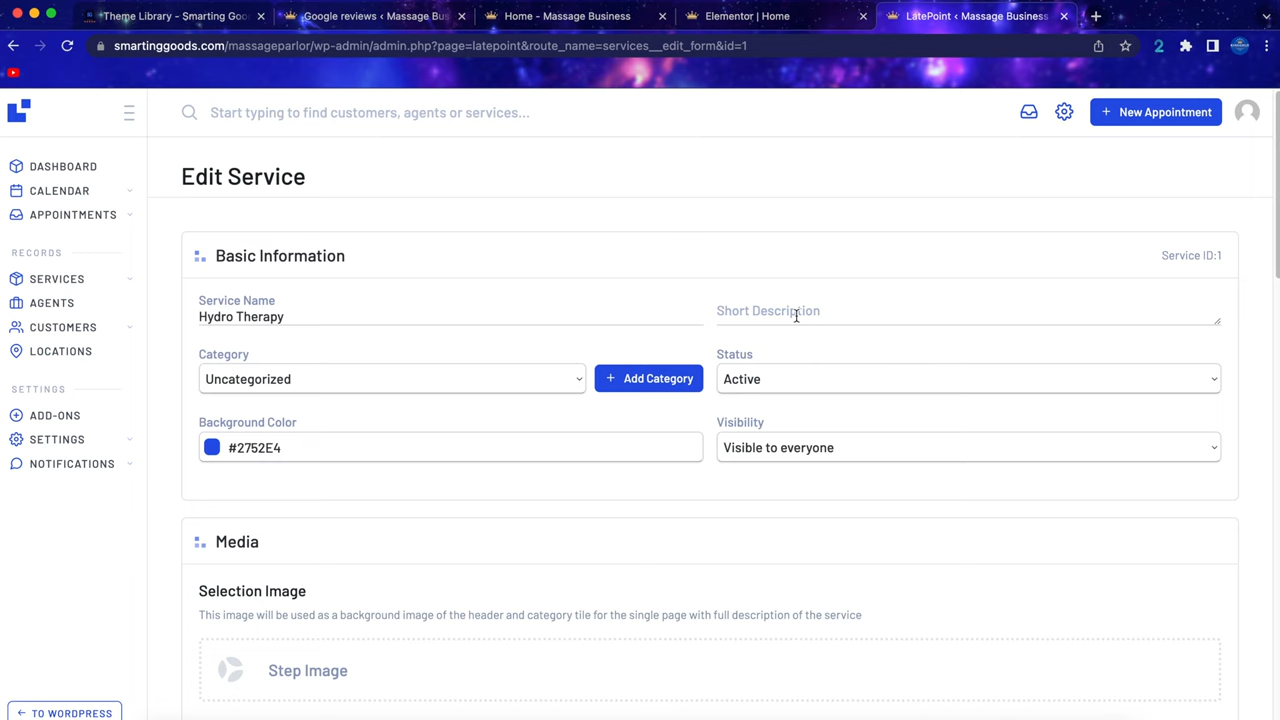 Theme Library - Smarting Goo
Google reviews ‹ Massage Bus
Home - Massage Business
Elementor | Home
LatePoint ‹ Massage Business
smartinggoods.com/massageparlor/wp-admin/admin.php?page=latepoint&route_name=services__edit_form&id=1
Start typing to find customers, agents or services...
New Appointment
DASHBOARD
CALENDAR
APPOINTMENTS
RECORDS
SERVICES
AGENTS
CUSTOMERS
LOCATIONS
SETTINGS
ADD-ONS
SETTINGS
NOTIFICATIONS
TO WORDPRESS
Edit Service
Basic Information
Service ID:1
Service Name
Hydro Therapy
Short Description
Category
Uncategorized
+ Add Category
Status
Active
Background Color
#2752E4
Visibility
Visible to everyone
Media
Selection Image
This image will be used as a background image of the header and category tile for the single page with full description of the service
Step Image